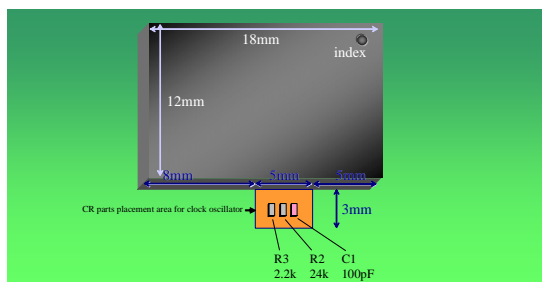 18mm
index
12mm
8mm 5mm 5mm
CR parts placement area for clock oscillator
3mm
R3 R2 C1
2.2k 24k 100pF